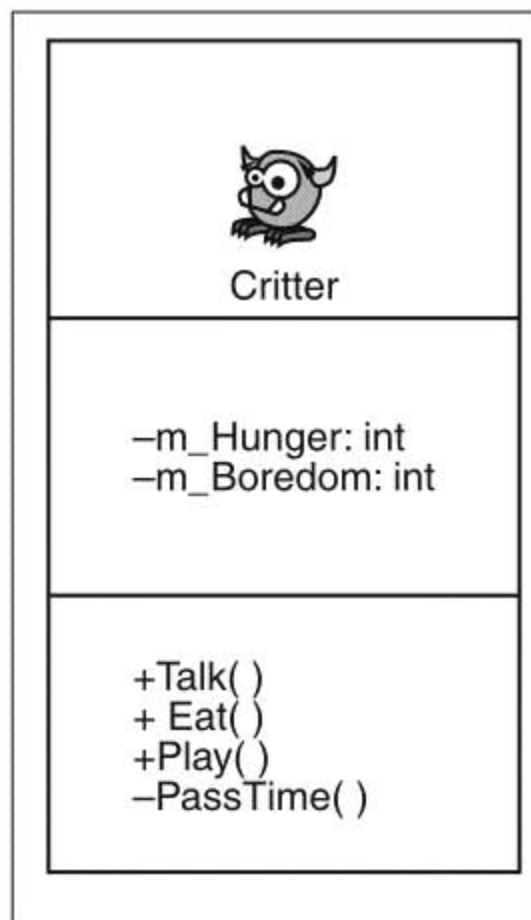 Critter
–m_Hunger: int
–m_Boredom: int
+Talk( )
+ Eat( )
+Play( )
–PassTime( )